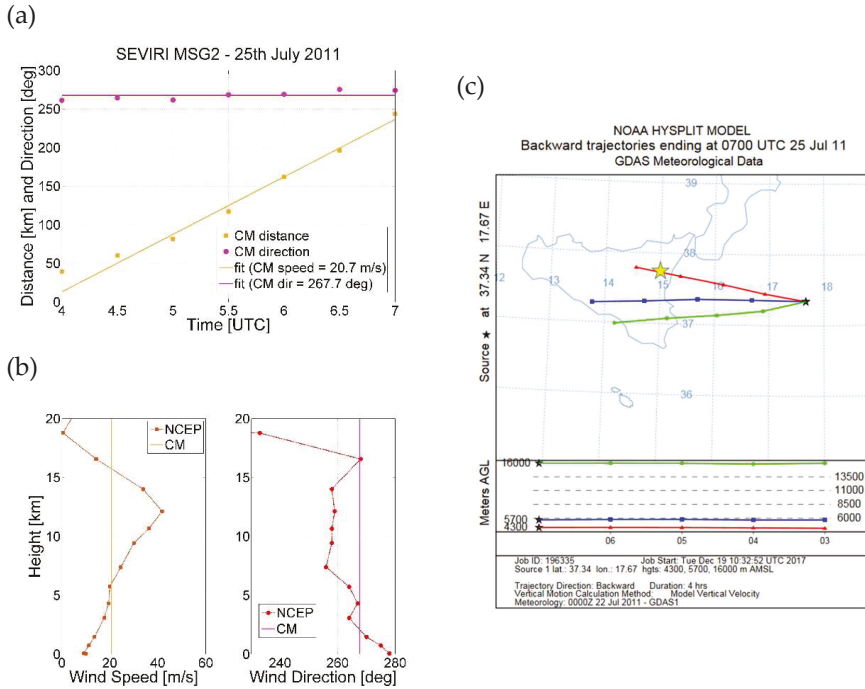 (a)
SEVIRI MSG2 - 25th July 2011
Distance [km] and Direction [deg]
300
250
200
150
100
50
0
CM distance
CM direction
fit (CM speed = 20.7 m/s)
fit (CM dir = 267.7 deg)
4 4.5 5 5.5 6 6.5 7
Time [UTC]
(b)
Height [km]
20
15
10
5
0
NCEP
CM
0 20 40 60
Wind Speed [m/s]
20
15
10
5
0
NCEP
CM
230 240 260 280
Wind Direction [deg]
(c)
NOAA HYSPLIT MODEL
Backward trajectories ending at 0700 UTC 25 Jul 11
GDAS Meteorological Data
Source ★ at 37.34 N 17.67 E
39
38
12 13 14 15 16 17 18
37
36
Meters AGL
16000
13500
11000
8500
5700 6000
4300
06 05 04 03
Job ID: 196335 Job Start: Tue Dec 19 10:32:52 UTC 2017
Source 1 lat.: 37.34 lon.: 17.67 hgts: 4300, 5700, 16000 m AMSL
Trajectory Direction: Backward Duration: 4 hrs
Vertical Motion Calculation Method: Model Vertical Velocity
Meteorology: 0000Z 22 Jul 2011 - GDAS1